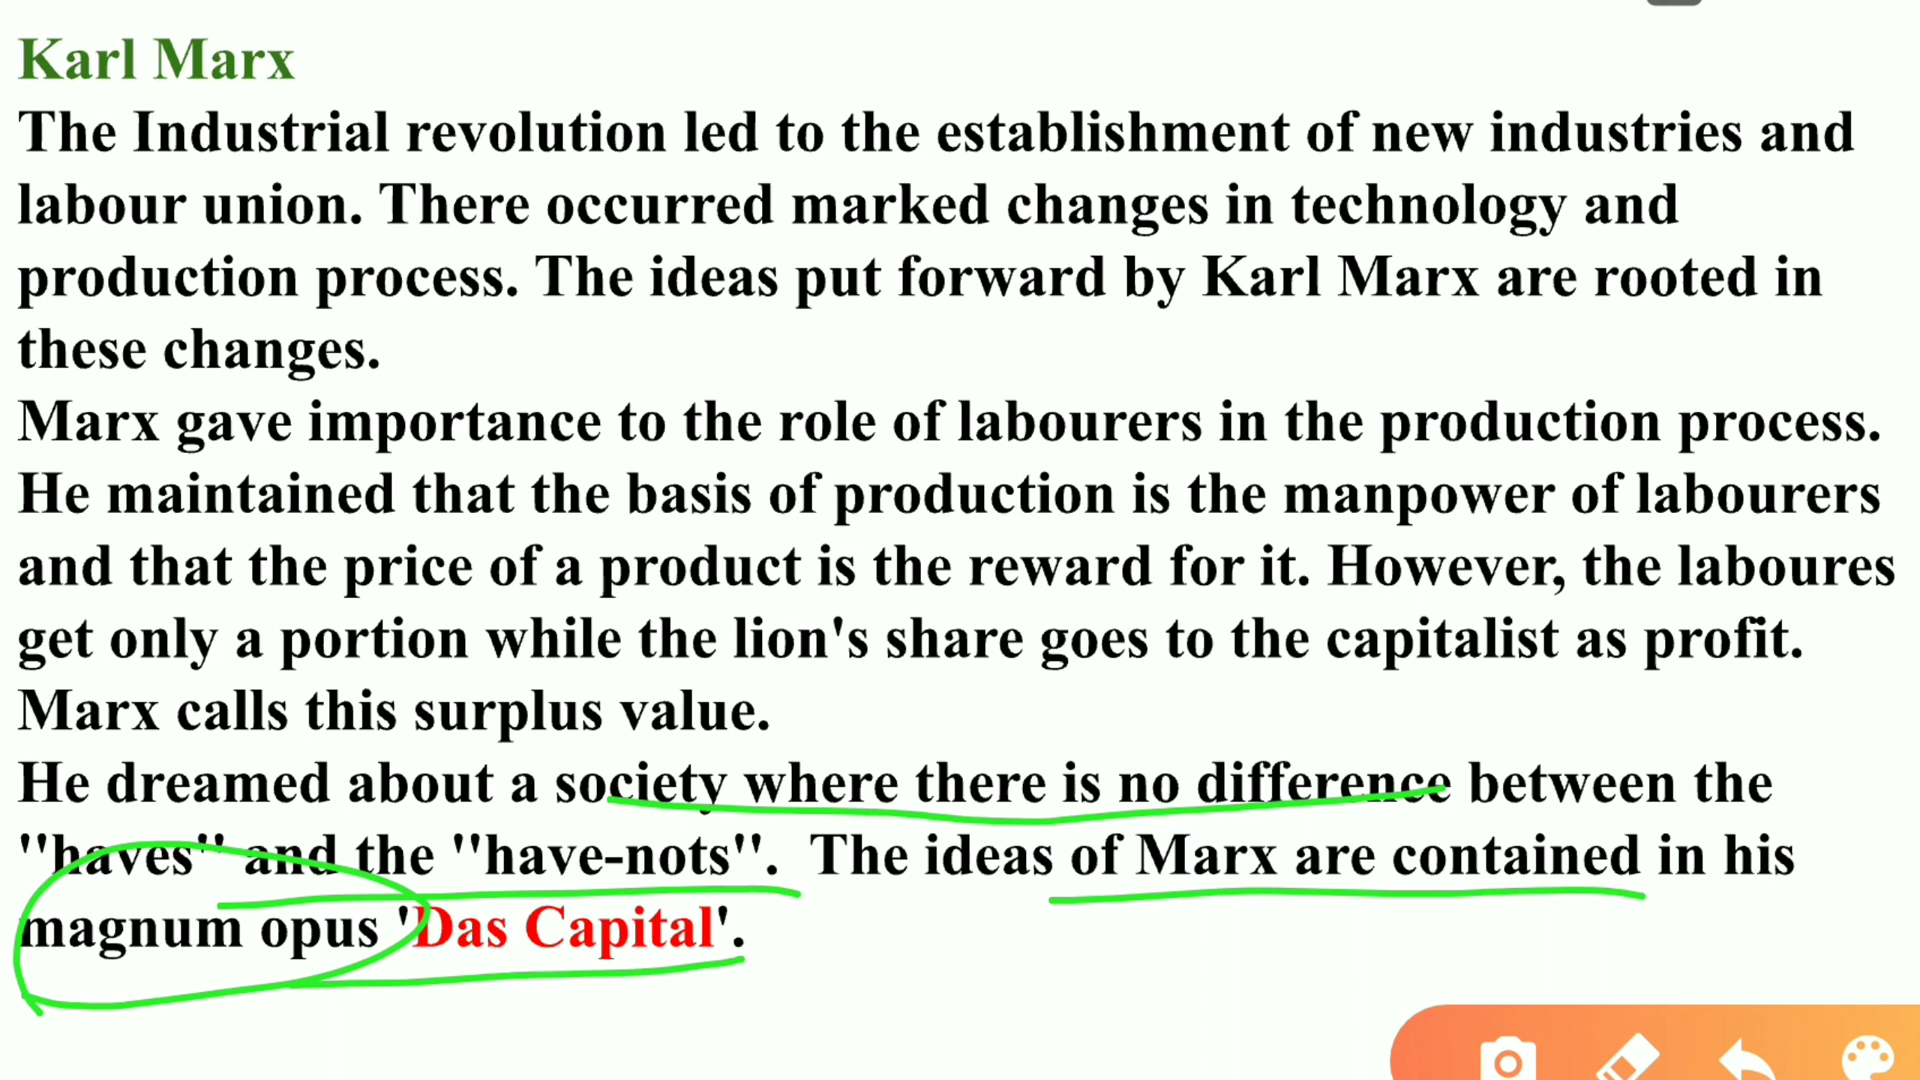 Karl Marx
The Industrial revolution led to the establishment of new industries and
labour union. There occurred marked changes in technology and
production process. The ideas put forward by Karl Marx are rooted in
these changes.
Marx gave importance to the role of labourers in the production process.
He maintained that the basis of production is the manpower of labourers
and that the price of a product is the reward for it. However, the laboures
get only a portion while the lion's share goes to the capitalist as profit.
Marx calls this surplus value.
He dreamed about a society where there is no difference between the
''haves'' and the ''have-nots''. The ideas of Marx are contained in his
magnum opus 'Das Capital'.